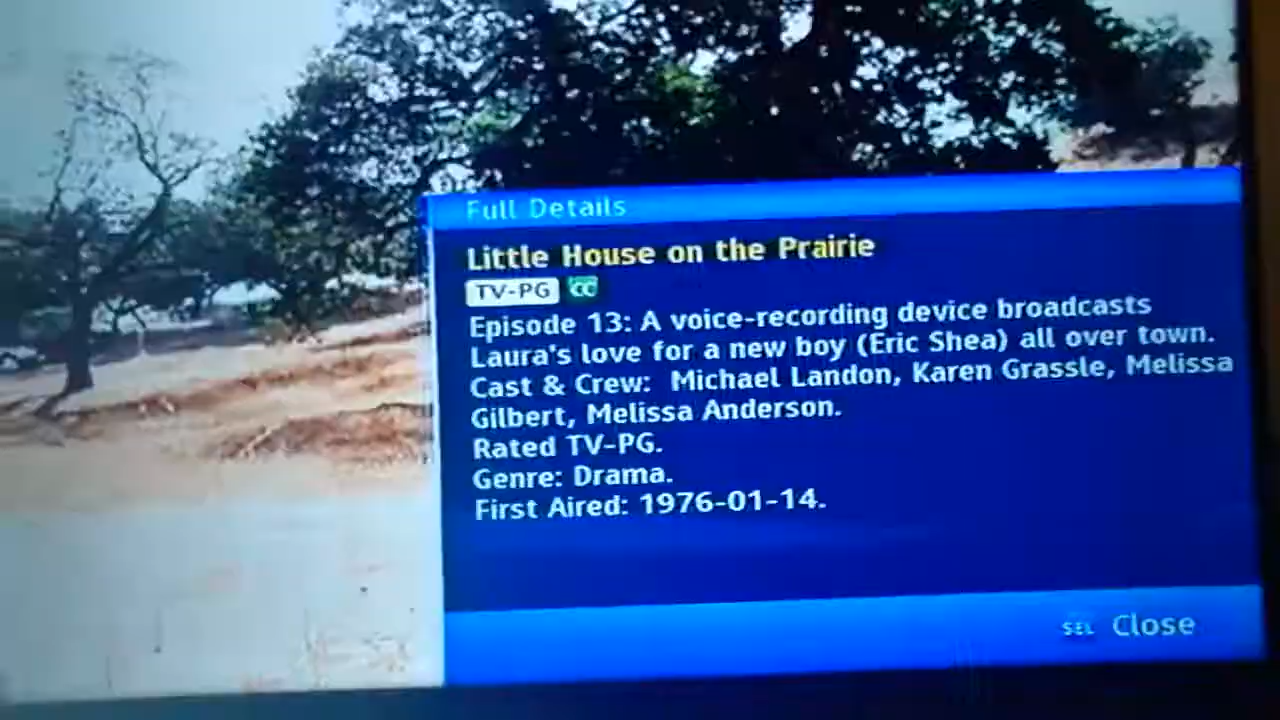 Full Details
Little House on the Prairie
TV-PG CC
Episode 13: A voice-recording device broadcasts
Laura's love for a new boy (Eric Shea) all over town.
Cast & Crew: Michael Landon, Karen Grassle, Melissa
Gilbert, Melissa Anderson.
Rated TV-PG.
Genre: Drama.
First Aired: 1976-01-14.
SEL Close